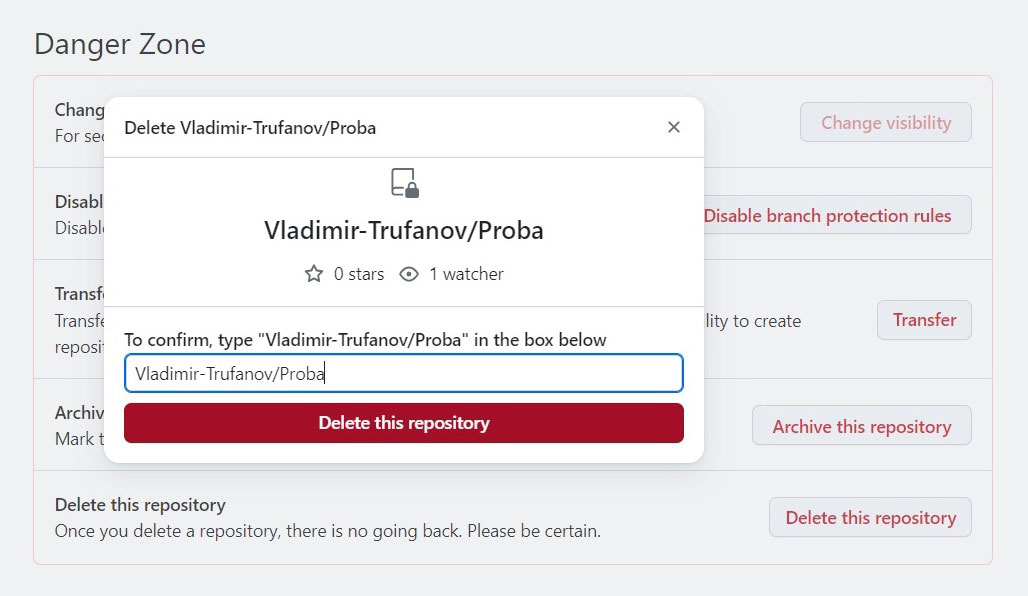 Danger Zone
Chang
For sec
Change visibility
Disabl
Disable
Disable branch protection rules
Transfe
Transfe
lity to create
reposit
Transfer
Archiv
Mark t
Archive this repository
Delete this repository
Once you delete a repository, there is no going back. Please be certain.
Delete this repository
Delete Vladimir-Trufanov/Proba
Vladimir-Trufanov/Proba
0 stars 1 watcher
To confirm, type "Vladimir-Trufanov/Proba" in the box below
Vladimir-Trufanov/Proba
Delete this repository